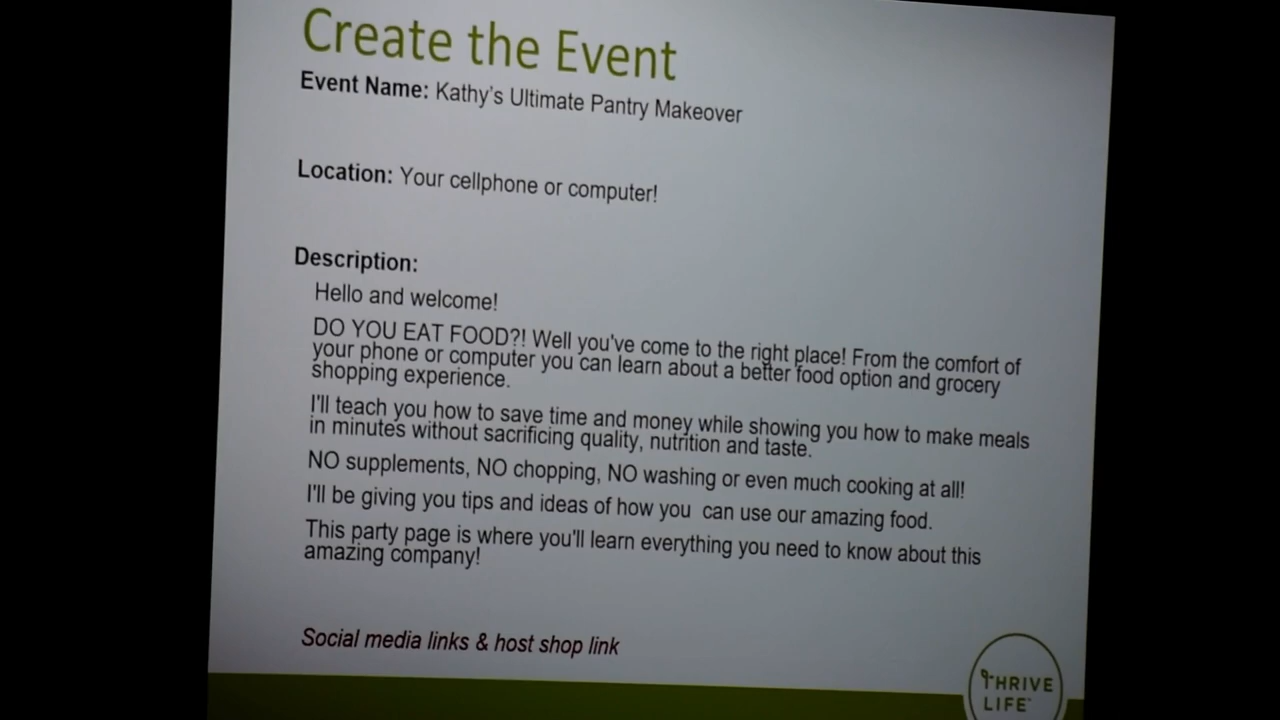 Create the Event
Event Name: Kathy's Ultimate Pantry Makeover
Location: Your cellphone or computer!
Description:
Hello and welcome!
DO YOU EAT FOOD?! Well you've come to the right place! From the comfort of
your phone or computer you can learn about a better food option and grocery
shopping experience.
I'll teach you how to save time and money while showing you how to make meals
in minutes without sacrificing quality, nutrition and taste.
NO supplements, NO chopping, NO washing or even much cooking at all!
I'll be giving you tips and ideas of how you  can use our amazing food.
This party page is where you'll learn everything you need to know about this
amazing company!
Social media links & host shop link
THRIVE
LIFE